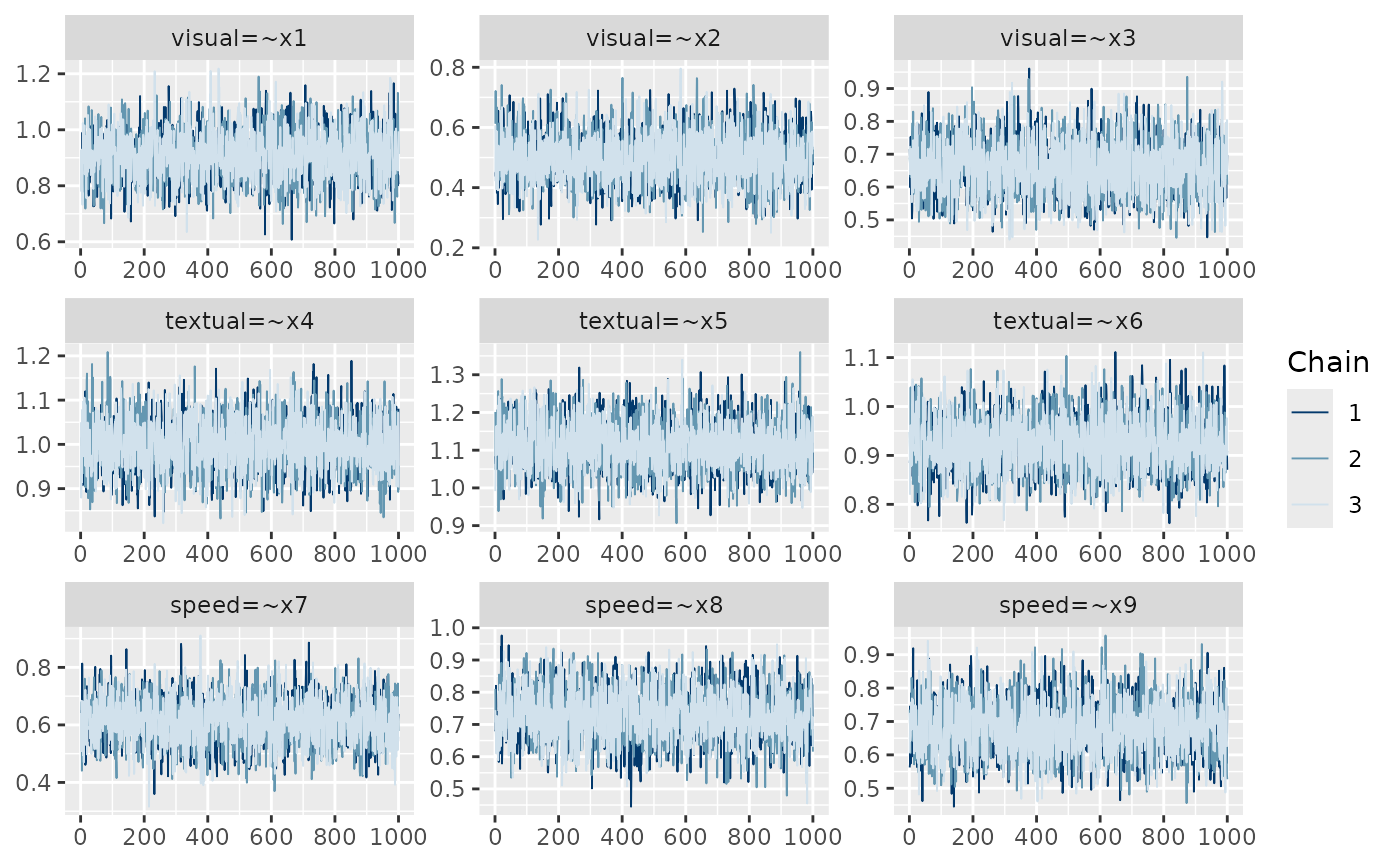 visual=~x1 visual=~x2 visual=~x3
1.2 0.8 0.9
1.0 0.6 0.8
0.8 0.4 0.7
0.6 0.2 0.6
0.5
0 200 400 600 800 1000 0 200 400 600 800 1000 0 200 400 600 800 1000
textual=~x4 textual=~x5 textual=~x6
1.2 1.3 1.1
1.1 1.2 1.0
1.0 1.1 0.9
0.9 1.0 0.8
0.9
0 200 400 600 800 1000 0 200 400 600 800 1000 0 200 400 600 800 1000
speed=~x7 speed=~x8 speed=~x9
0.8 1.0 0.9
0.6 0.9 0.8
0.4 0.8 0.7
0.7 0.6
0.6 0.5
0.5
0 200 400 600 800 1000 0 200 400 600 800 1000 0 200 400 600 800 1000
Chain
1
2
3